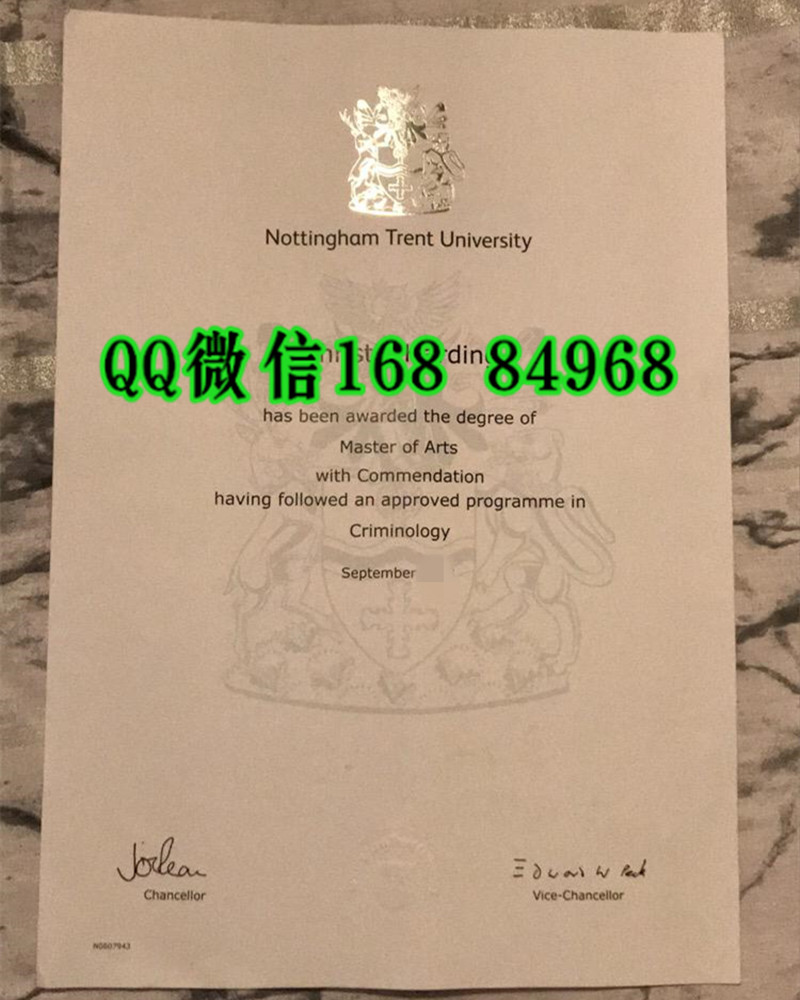 Nottingham Trent University
QQ微信168 84968
has been awarded the degree of
Master of Arts
with Commendation
having followed an approved programme in
Criminology
September
Chancellor
Vice-Chancellor